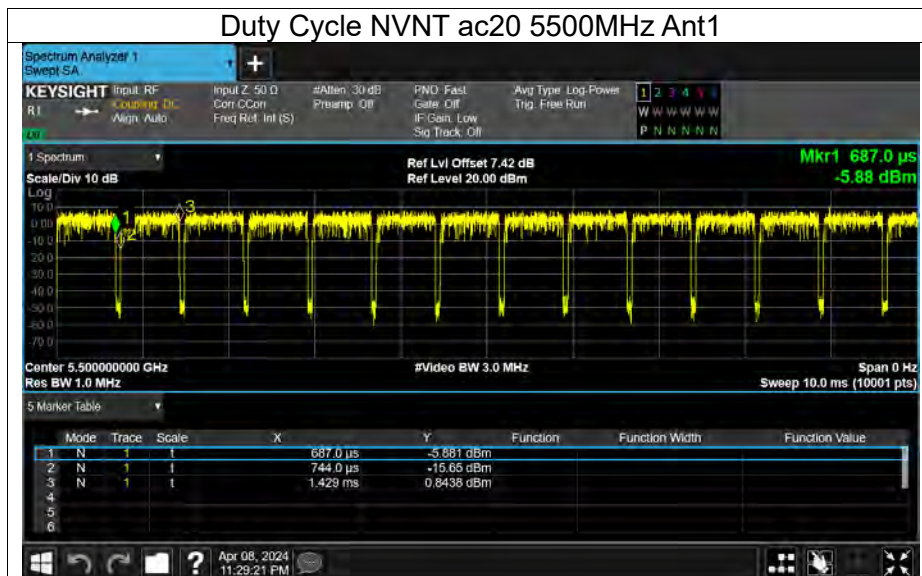 Duty Cycle NVNT ac20 5500MHz Ant1
Spectrum Analyzer 1
Swept SA
+
KEYSIGHT Input: RF Input Z: 50 Ω #Atten: 30 dB PNO: Fast Avg Type: Log-Power 1 2 3 4 5 6
Coupling: DC Corr CCorr Preamp: Off Gate: Off Trig: Free Run W W W W W W
Align: Auto Freq Ref: Int (S) IF Gain: Low
Sig Track: Off P N N N N N
1 Spectrum Ref Lvl Offset 7.42 dB Mkr1 687.0 µs
Scale/Div 10 dB Ref Level 20.00 dBm -5.88 dBm
Log
10.0
0.00
-10.0
-20.0
-30.0
-40.0
-50.0
-60.0
-70.0
1
2
3
Center 5.500000000 GHz #Video BW 3.0 MHz Span 0 Hz
Res BW 1.0 MHz Sweep 10.0 ms (10001 pts)
5 Marker Table
Mode Trace Scale X Y Function Function Width Function Value
1 N 1 t 687.0 µs -5.881 dBm
2 N 1 t 744.0 µs -15.65 dBm
3 N 1 t 1.429 ms 0.8438 dBm
4
5
6
? Apr 08, 2024
11:29:21 PM